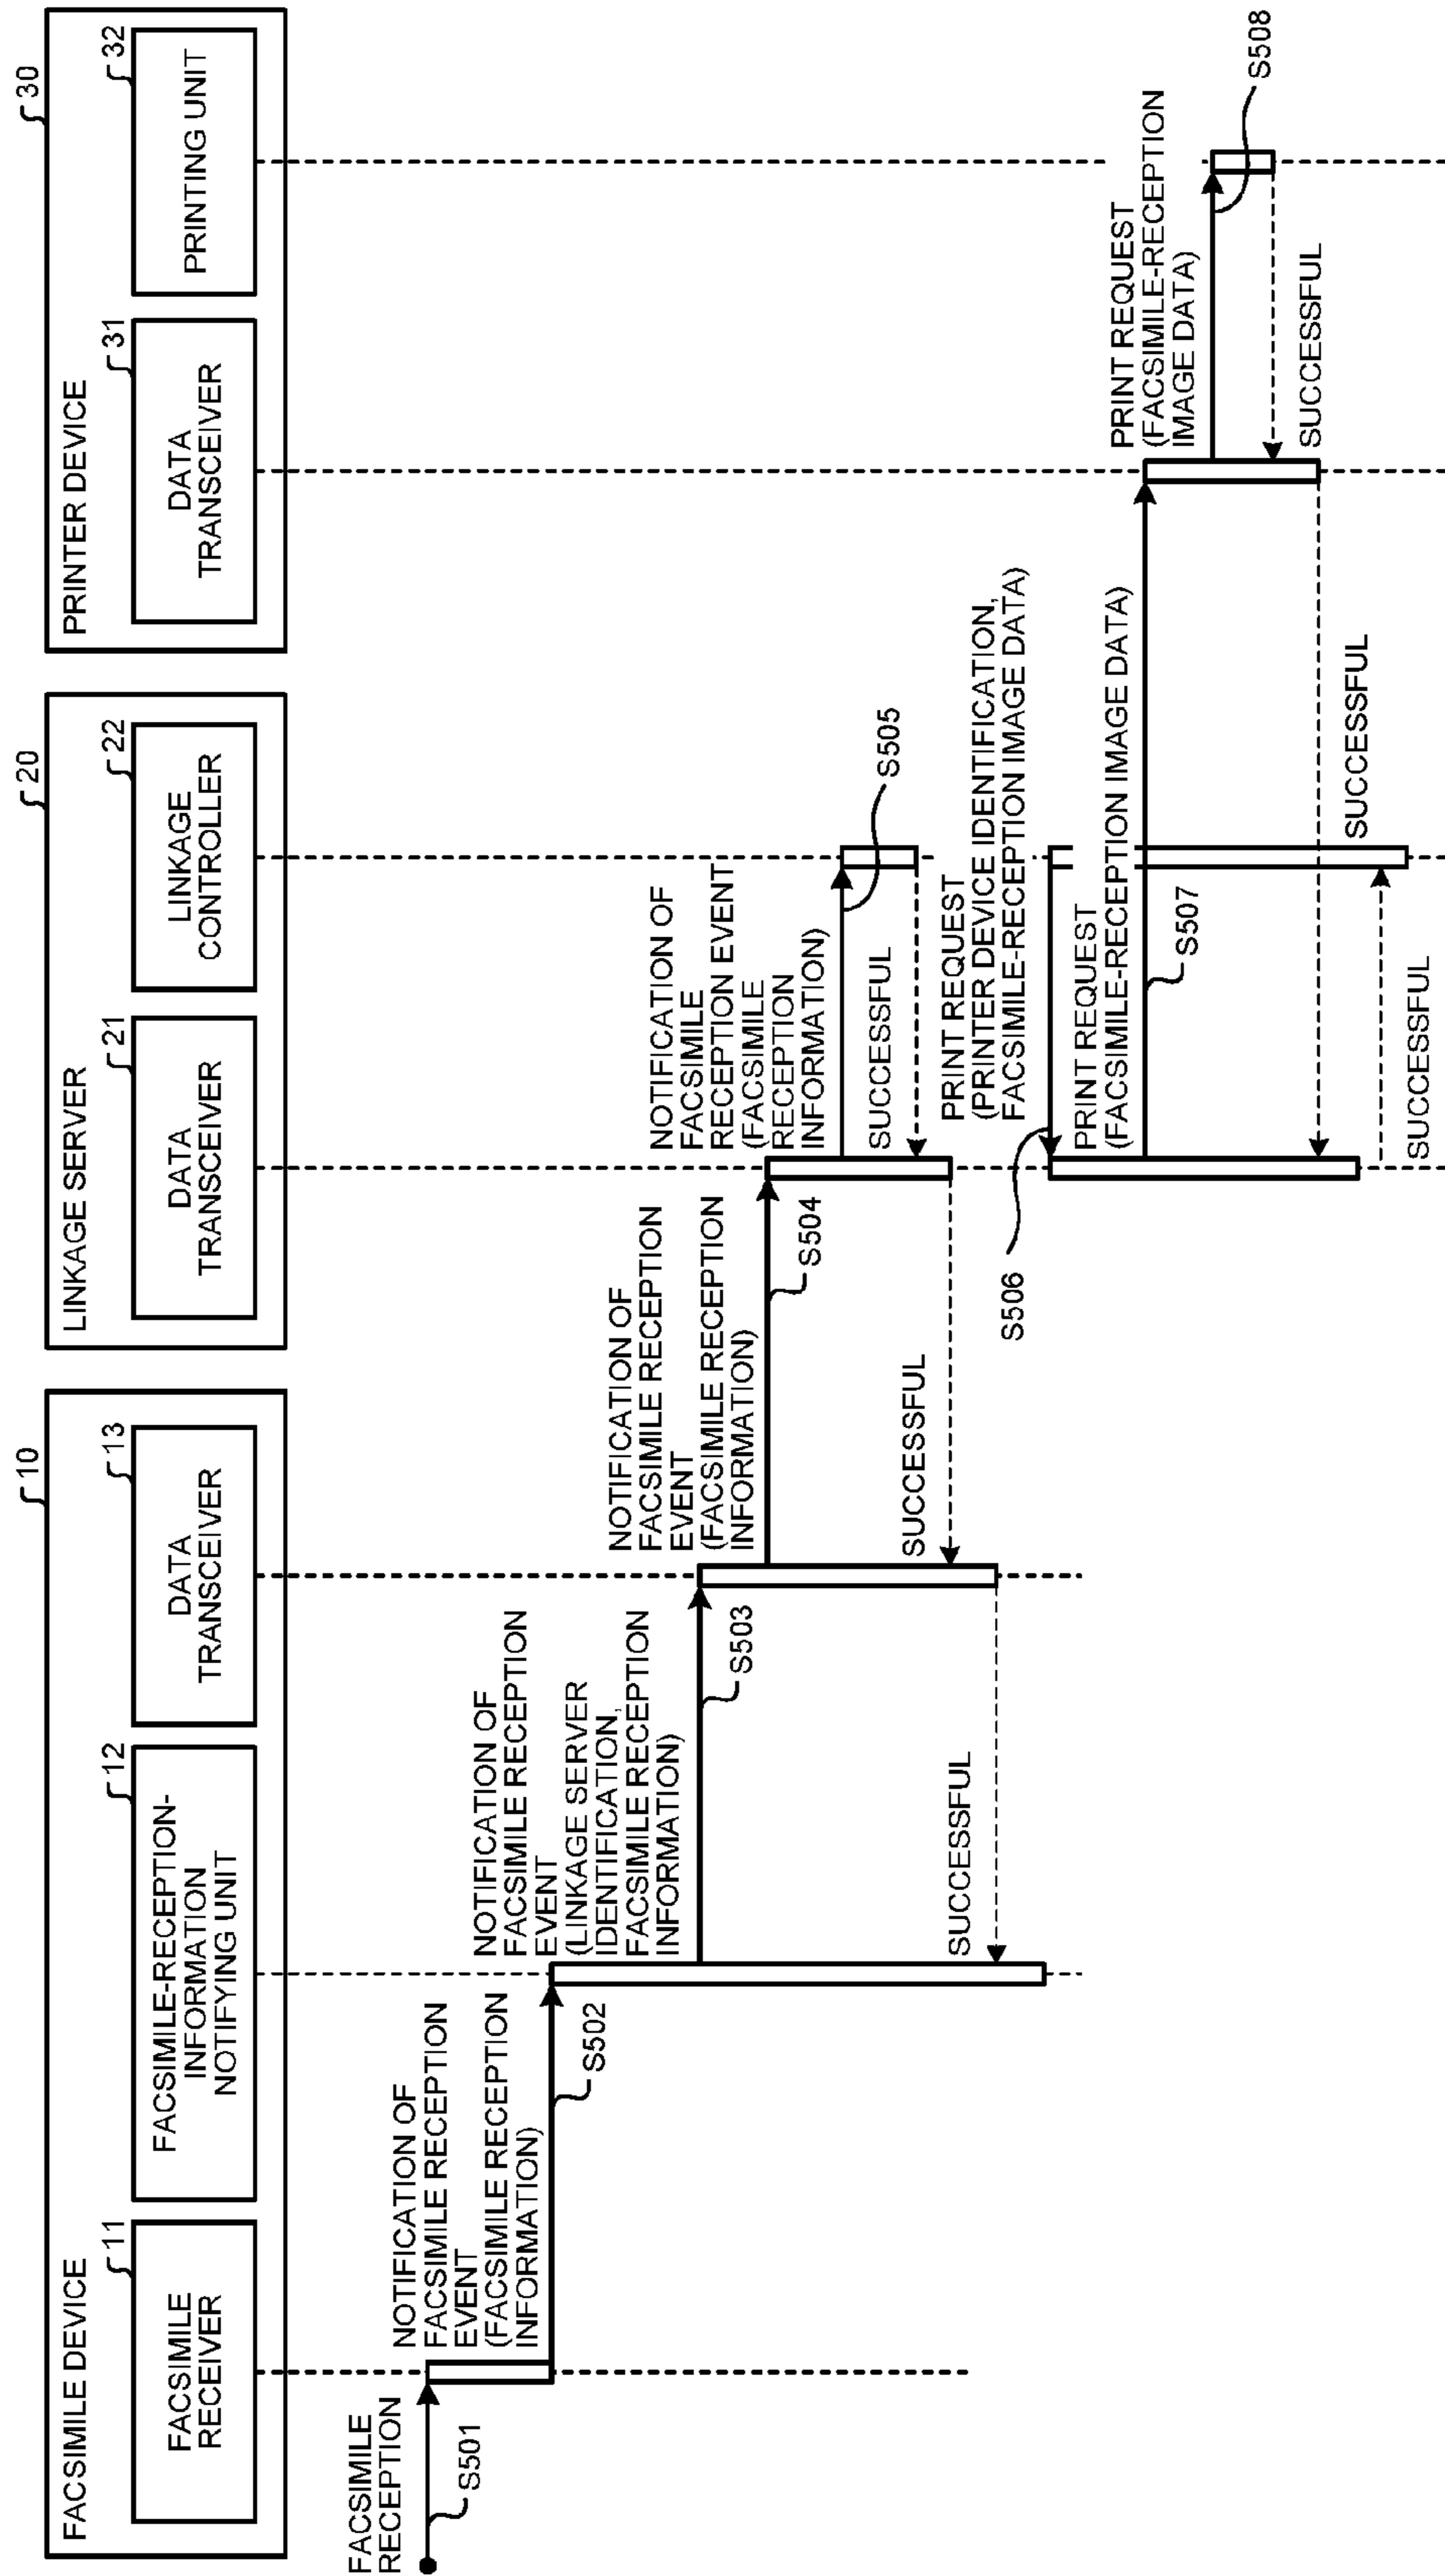 FACSIMILE DEVICE
10
FACSIMILE
RECEIVER
11
FACSIMILE-RECEPTION-
INFORMATION
NOTIFYING UNIT
12
DATA
TRANSCEIVER
13
LINKAGE SERVER
20
DATA
TRANSCEIVER
21
LINKAGE
CONTROLLER
22
PRINTER DEVICE
30
DATA
TRANSCEIVER
31
PRINTING UNIT
32
FACSIMILE
RECEPTION
S501
NOTIFICATION OF
FACSIMILE RECEPTION
EVENT
(FACSIMILE RECEPTION
INFORMATION)
S502
NOTIFICATION OF
FACSIMILE RECEPTION
EVENT
(LINKAGE SERVER
IDENTIFICATION,
FACSIMILE RECEPTION
INFORMATION)
S503
SUCCESSFUL
NOTIFICATION OF
FACSIMILE RECEPTION
EVENT
(FACSIMILE RECEPTION
INFORMATION)
S504
SUCCESSFUL
NOTIFICATION OF
FACSIMILE
RECEPTION EVENT
(FACSIMILE
RECEPTION
INFORMATION)
S505
SUCCESSFUL
PRINT REQUEST
(PRINTER DEVICE IDENTIFICATION,
FACSIMILE-RECEPTION IMAGE DATA)
S506
PRINT REQUEST
(FACSIMILE-RECEPTION IMAGE DATA)
S507
PRINT REQUEST
(FACSIMILE-RECEPTION
IMAGE DATA)
S508
SUCCESSFUL
SUCCESSFUL
SUCCESSFUL